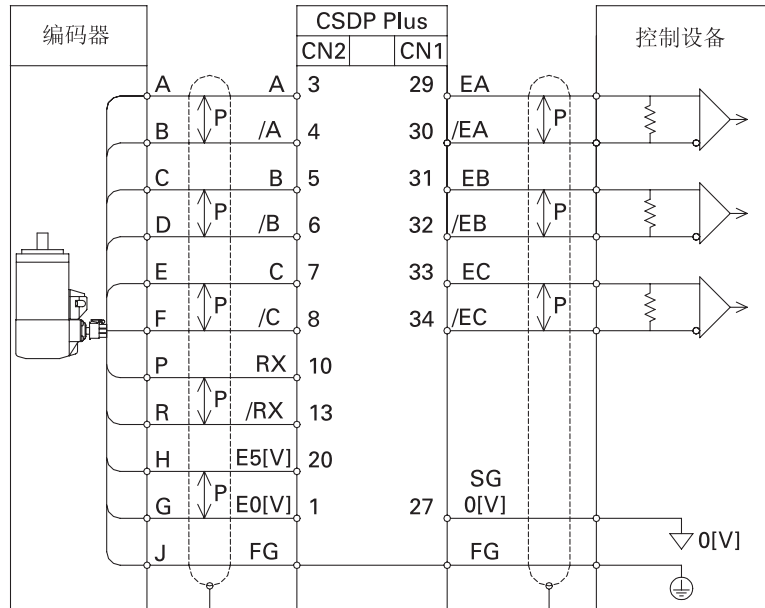 编码器 CSDP Plus 控制设备
CN2 CN1
A A 3 29 EA
P P
B /A 4 30 /EA
C B 5 31 EB
P P
D /B 6 32 /EB
E C 7 33 EC
P P
F /C 8 34 /EC
P RX 10
P
R /RX 13
H E5[V] 20
P SG
G E0[V] 1 27 0[V]
0[V]
J FG FG